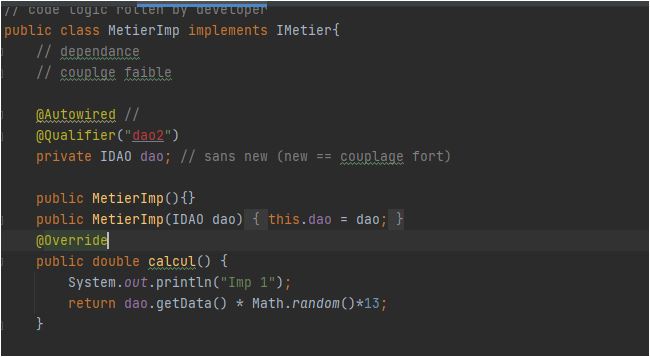 // code logic rotten by developer
public class MetierImp implements IMetier{
// dependance
// couplge faible
@Autowired //
@Qualifier("dao2")
private IDAO dao; // sans new (new == couplage fort)
public MetierImp(){}
public MetierImp(IDAO dao) { this.dao = dao; }
@Override
public double calcul() {
System.out.println("Imp 1");
return dao.getData() * Math.random()*13;
}